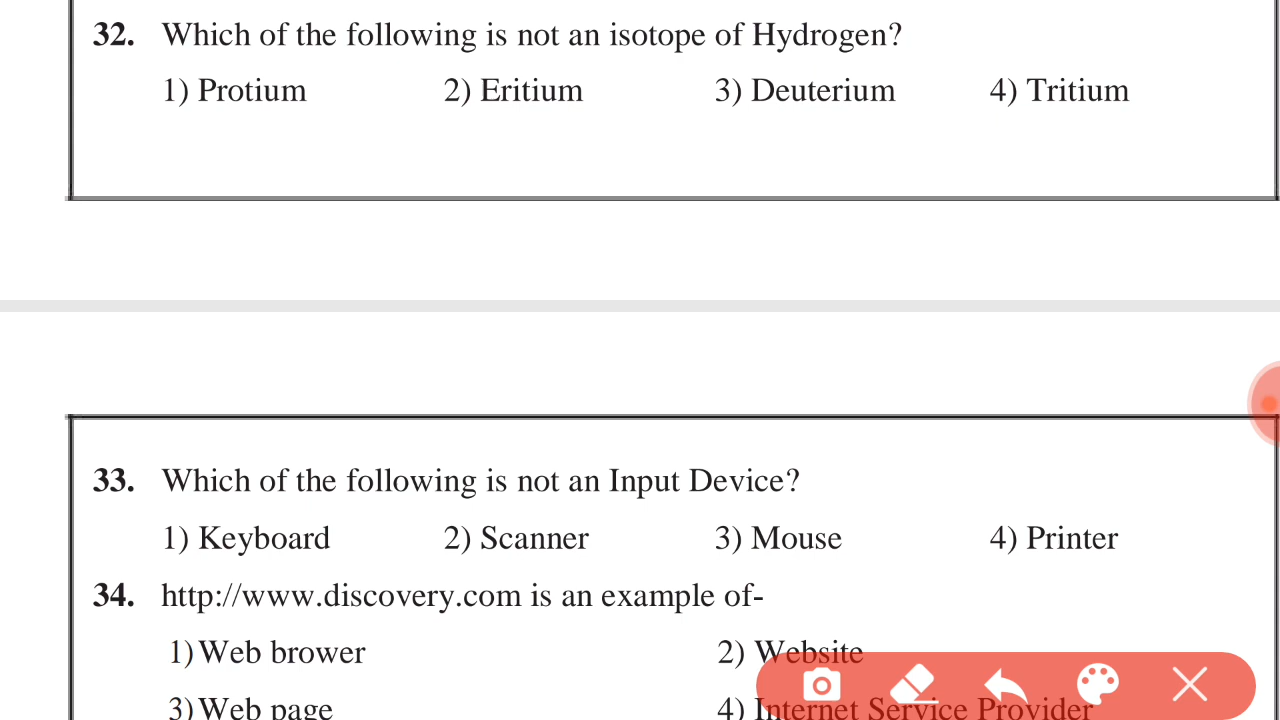 32. Which of the following is not an isotope of Hydrogen?
1) Protium 2) Eritium 3) Deuterium 4) Tritium
33. Which of the following is not an Input Device?
1) Keyboard 2) Scanner 3) Mouse 4) Printer
34. http://www.discovery.com is an example of-
1) Web brower 2) Website
3) Web page 4) Internet Service Provider